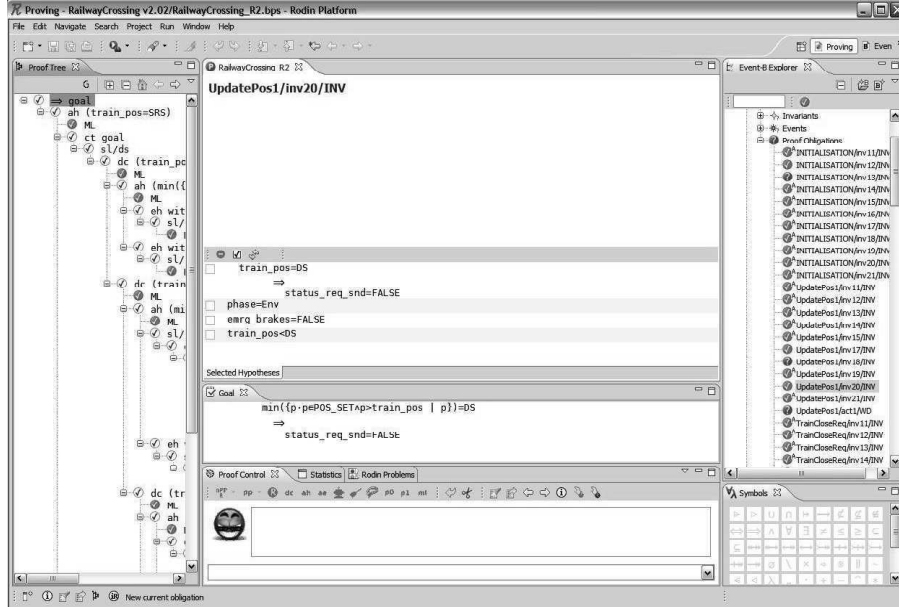 Proving - RailwayCrossing v2.02/RailwayCrossing_R2.bps - Rodin Platform
File Edit Navigate Search Project Run Window Help
Proving
Even
Proof Tree
G
⇒ goal
ah (train_pos=SRS)
ML
ct goal
sl/ds
dc (train_po
ML
ah (min({
ML
eh wit
sl/
eh wit
sl/
dc (train
ML
ah (mi
ML
sl/
eh
dc (tr
ML
ah
RailwayCrossing R2
UpdatePos1/inv20/INV
train_pos=DS
⇒
status_req_snd=FALSE
phase=Env
emrg brakes=FALSE
train_pos<DS
Selected Hypotheses
Goal
min({p·p∈POS_SET∧p>train_pos | p})=DS
⇒
status_req_snd=FALSE
Proof Control
Statistics
Rodin Problems
pp
R dc ah ae
p0 p1 ml
Event-B Explorer
Invariants
Events
Proof Obligations
INITIALISATION/inv11/INV
INITIALISATION/inv12/INV
INITIALISATION/inv13/INV
INITIALISATION/inv14/INV
INITIALISATION/inv15/INV
INITIALISATION/inv16/INV
INITIALISATION/inv17/INV
INITIALISATION/inv18/INV
INITIALISATION/inv19/INV
INITIALISATION/inv20/INV
INITIALISATION/inv21/INV
UpdatePos1/inv11/INV
UpdatePos1/inv12/INV
UpdatePos1/inv13/INV
UpdatePos1/inv14/INV
UpdatePos1/inv15/INV
UpdatePos1/inv17/INV
UpdatePos1/inv18/INV
UpdatePos1/inv19/INV
UpdatePos1/inv20/INV
UpdatePos1/inv21/INV
UpdatePos1/act1/WD
TrainCloseReq/inv11/INV
TrainCloseReq/inv12/INV
TrainCloseReq/inv13/INV
TrainCloseReq/inv14/INV
Symbols
New current obligation